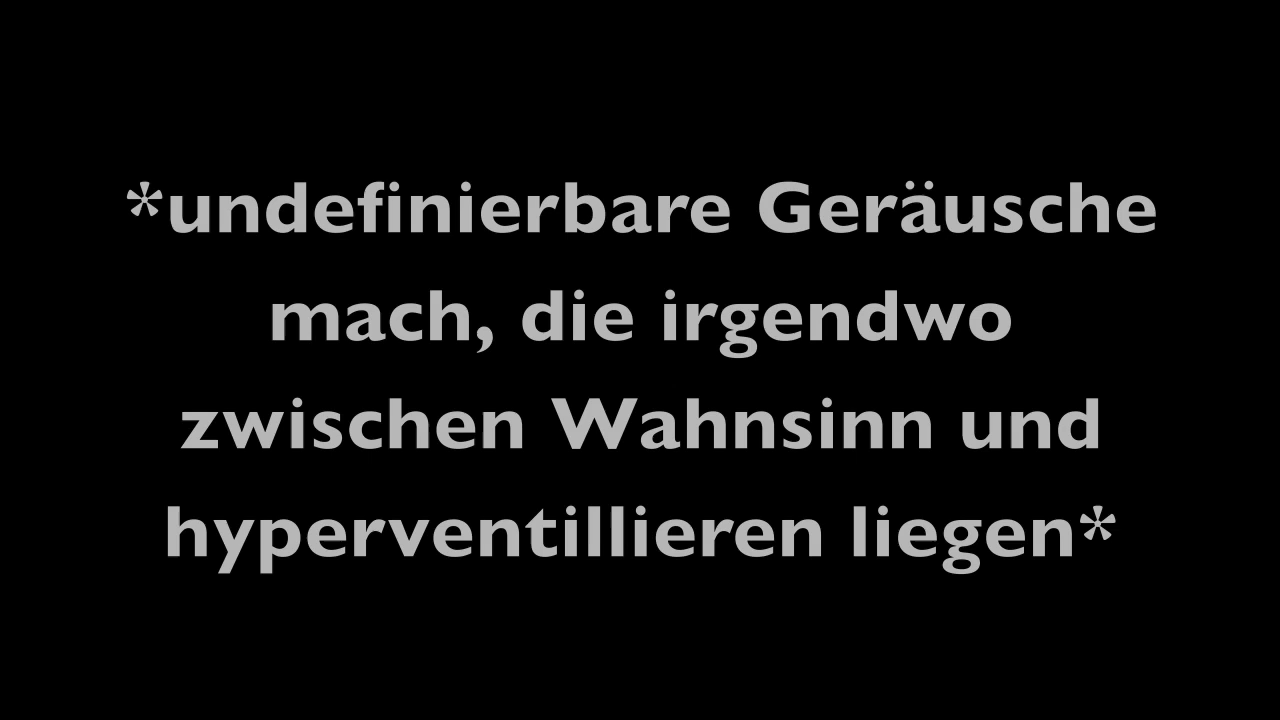 *undefinierbare Geräusche
mach, die irgendwo
zwischen Wahnsinn und
hyperventillieren liegen*